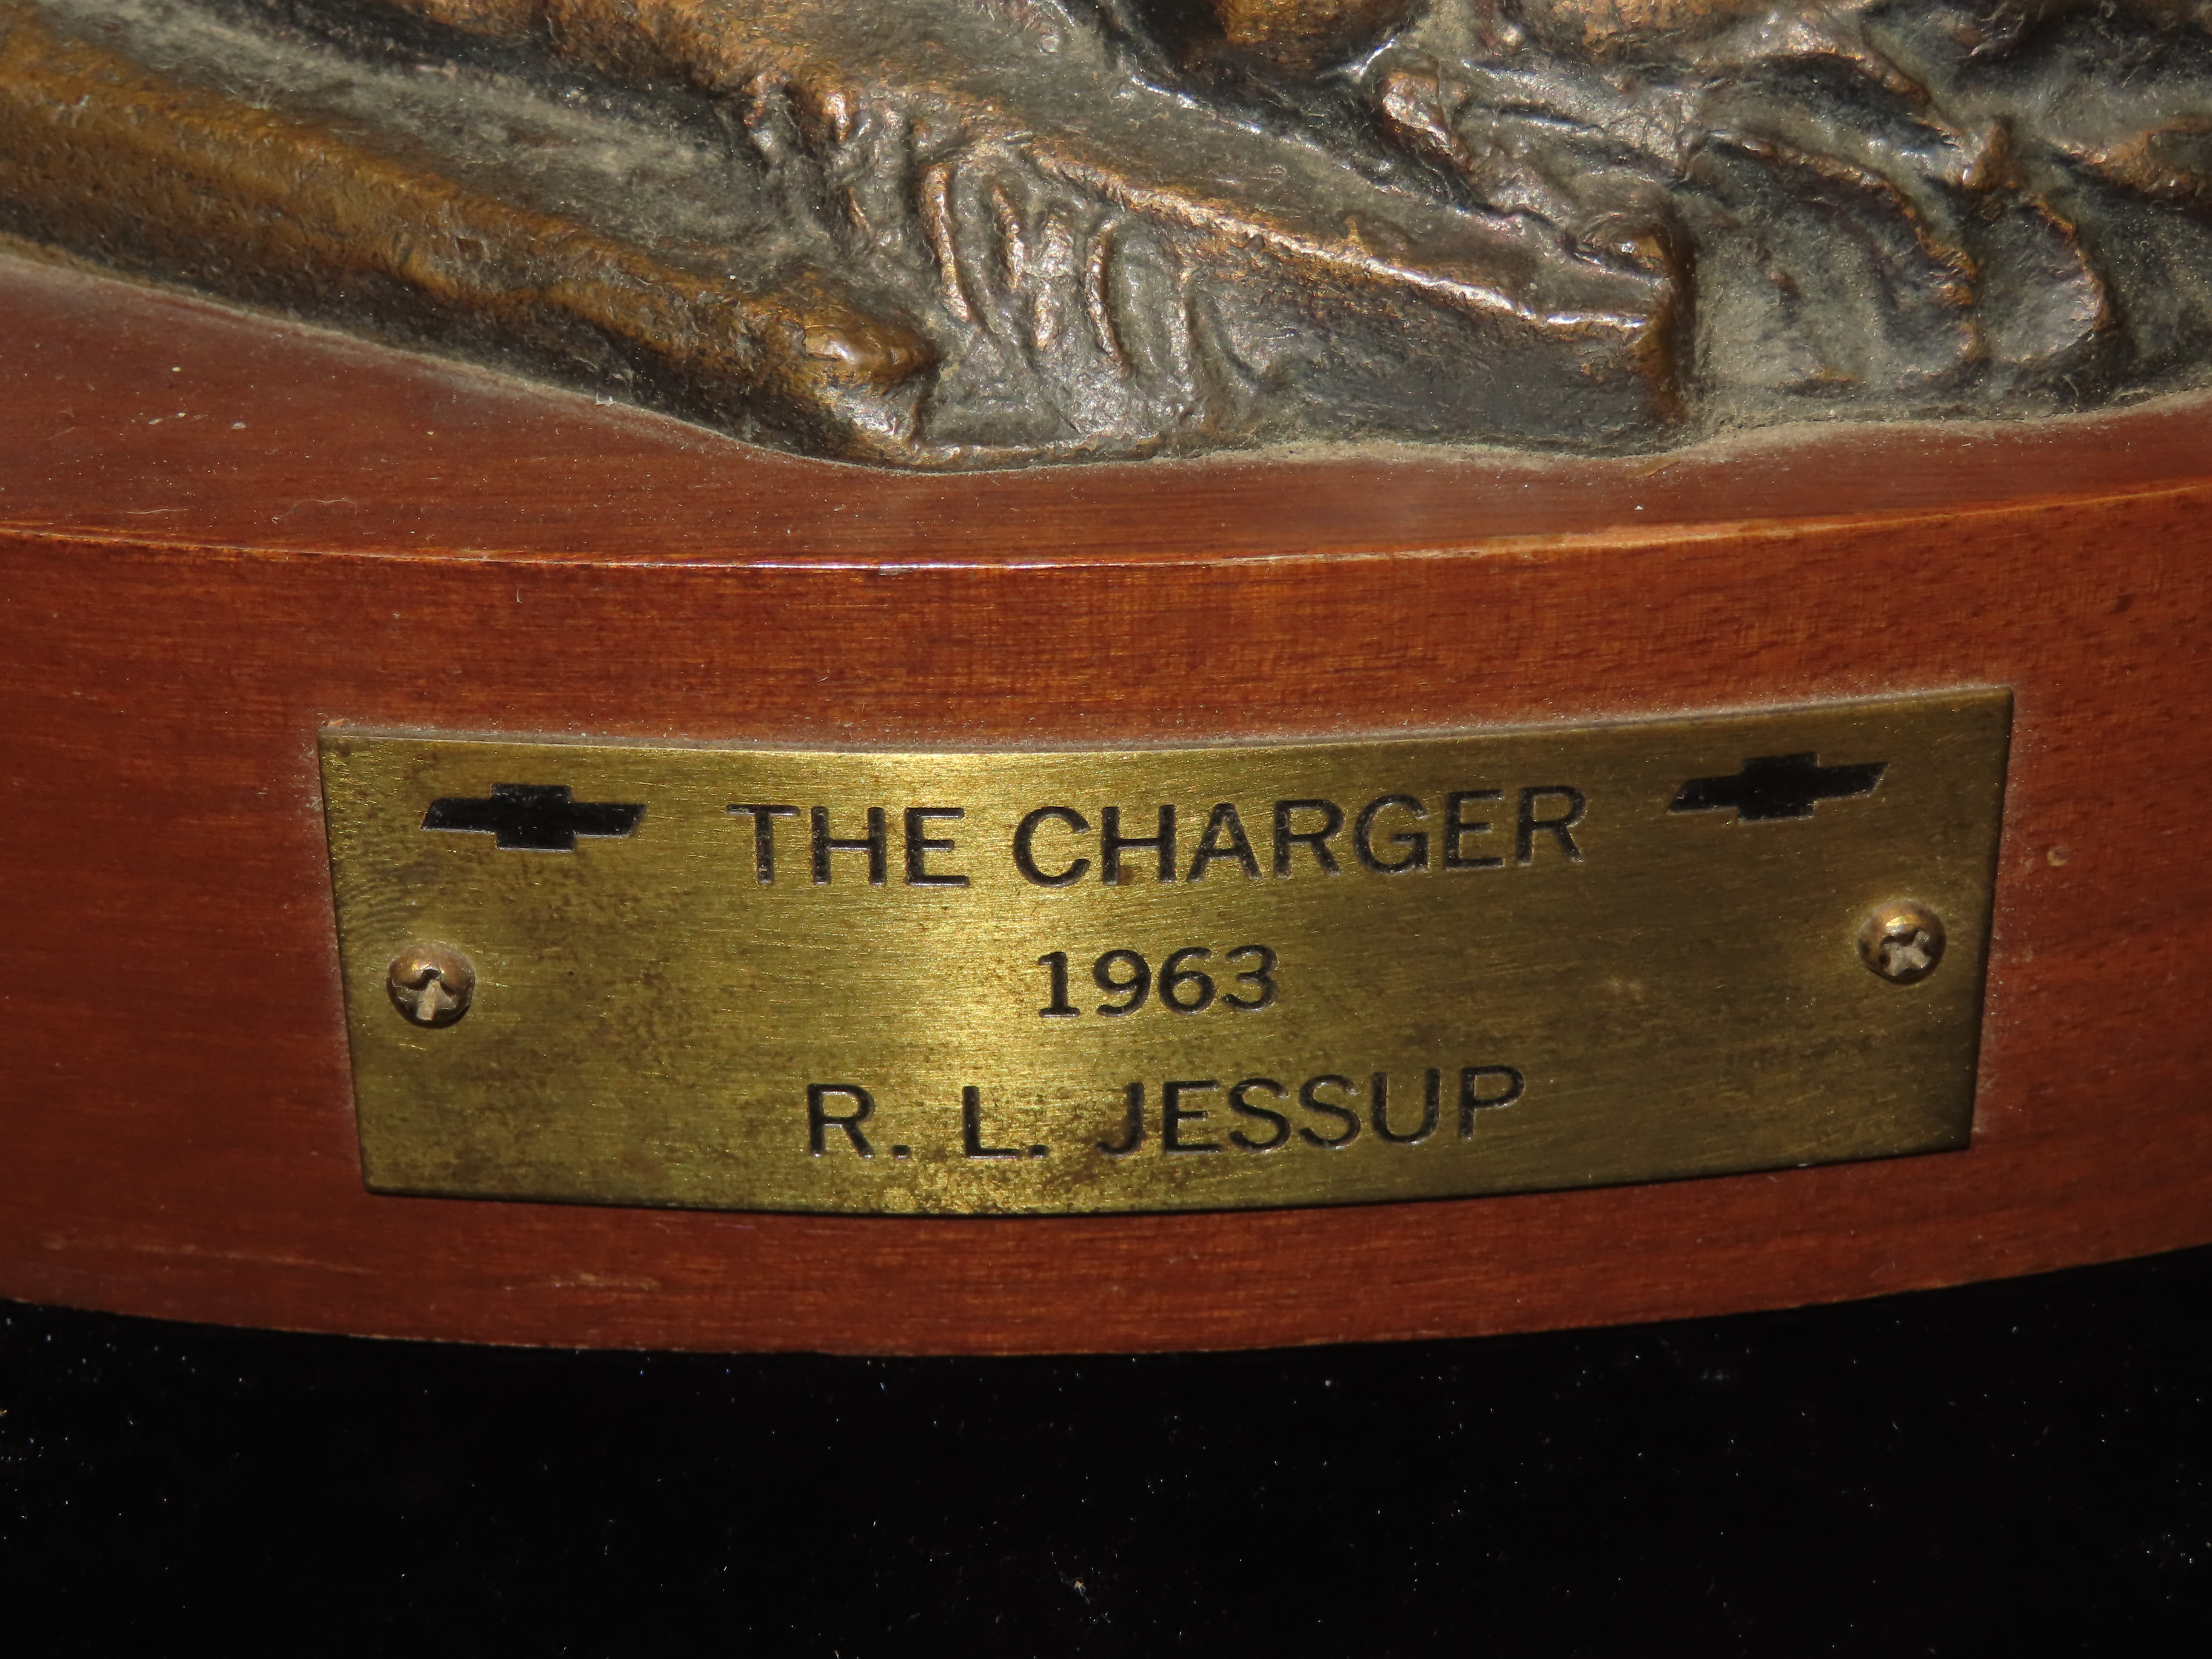 THE CHARGER
1963
R. L. JESSUP